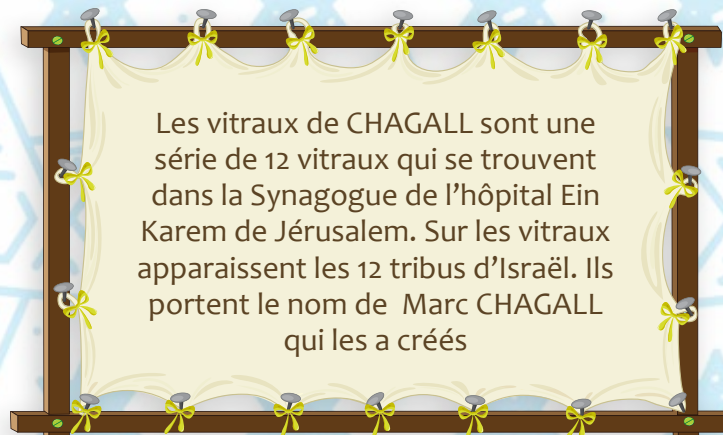 Les vitraux de CHAGALL sont une
série de 12 vitraux qui se trouvent
dans la Synagogue de l’hôpital Ein
Karem de Jérusalem. Sur les vitraux
apparaissent les 12 tribus d’Israël. Ils
portent le nom de  Marc CHAGALL
qui les a créés